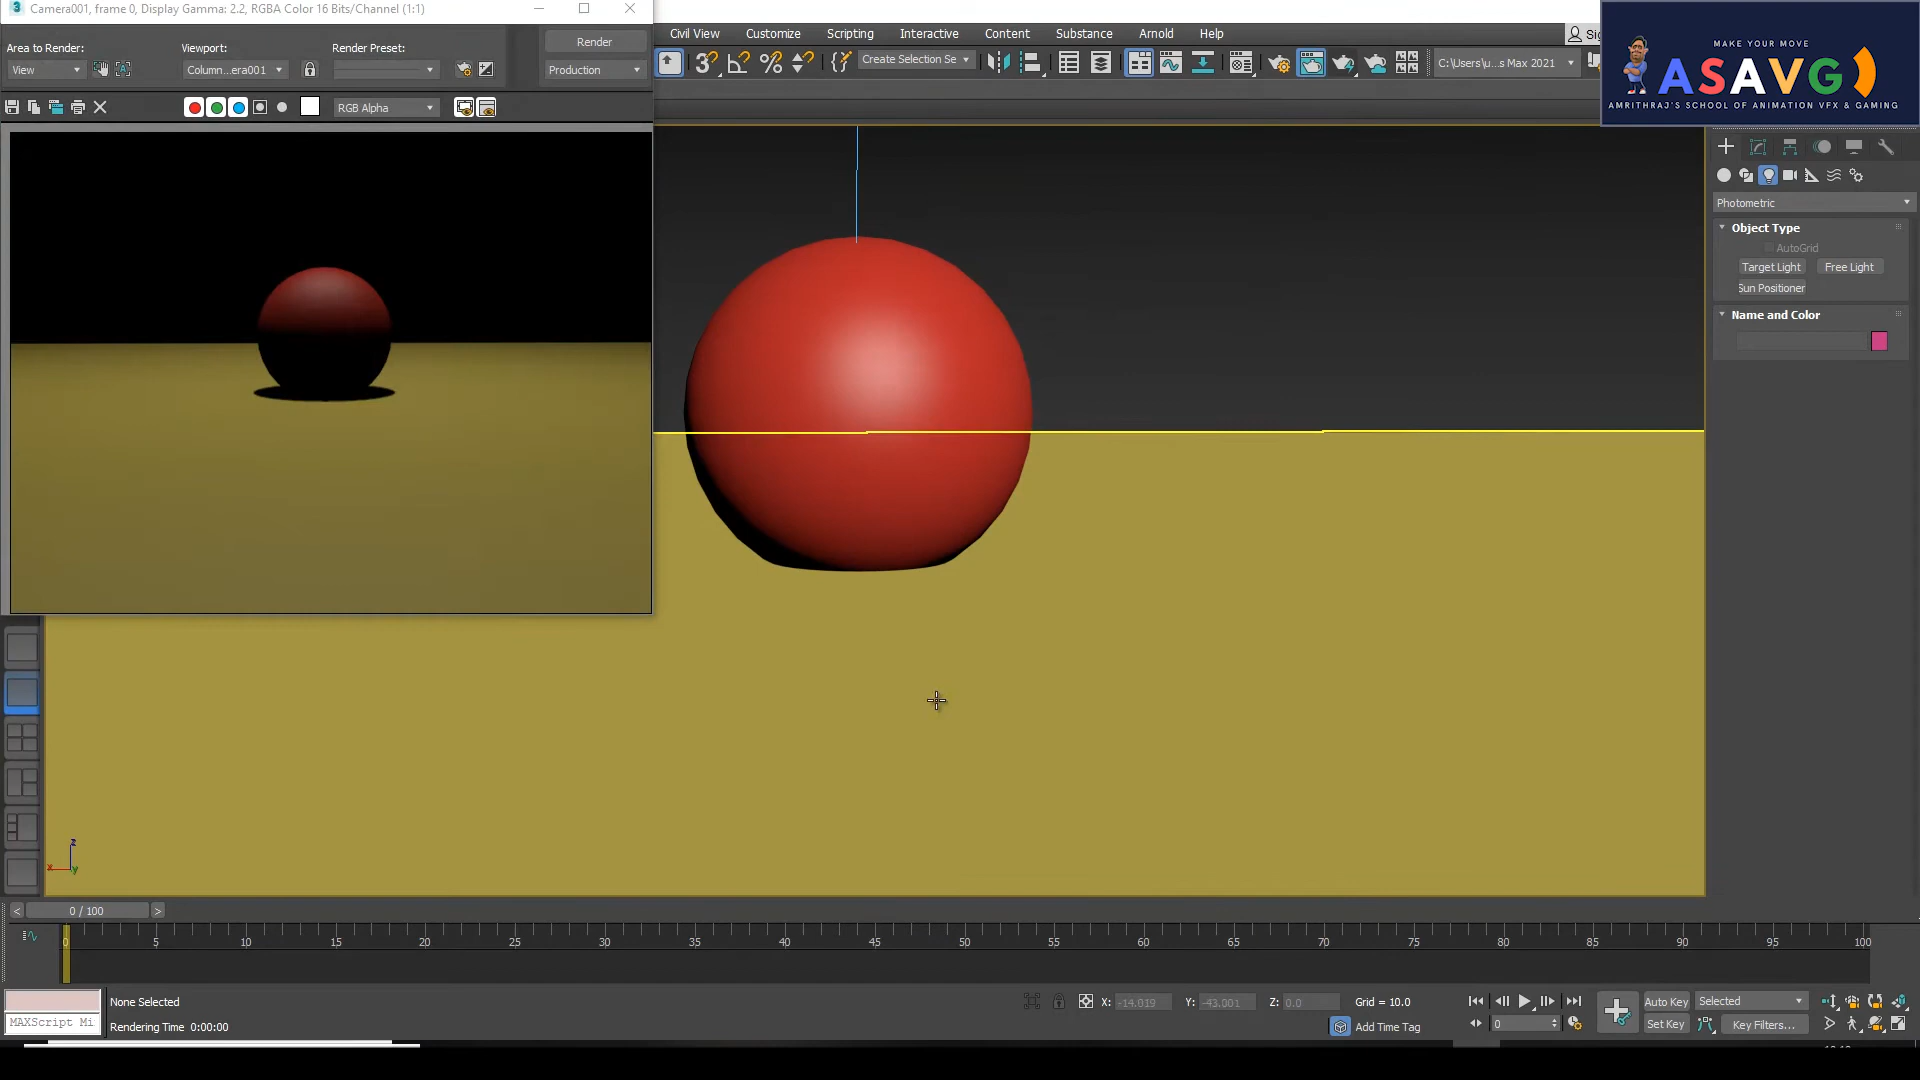 Camera001, frame 0, Display Gamma: 2.2, RGBA Color 16 Bits/Channel (1:1)
Area to Render:
Viewport:
Render Preset:
Render
View
Column...era001
Production
RGB Alpha
Civil View
Customize
Scripting
Interactive
Content
Substance
Arnold
Help
Create Selection Se
C:\Users\u...s Max 2021
MAKE YOUR MOVE
ASAVG
AMRITHRAJ'S SCHOOL OF ANIMATION VFX & GAMING
Photometric
Object Type
AutoGrid
Target Light
Free Light
Sun Positioner
Name and Color
z
x
y
<
0 / 100
>
0 5 10 15 20 25 30 35 40 45 50 55 60 65 70 75 80 85 90 95 100
MAXScript Mi
None Selected
Rendering Time 0:00:00
X: -14.019
Y: -43.001
Z: 0.0
Grid = 10.0
Add Time Tag
0
Auto Key
Selected
Set Key
Key Filters...